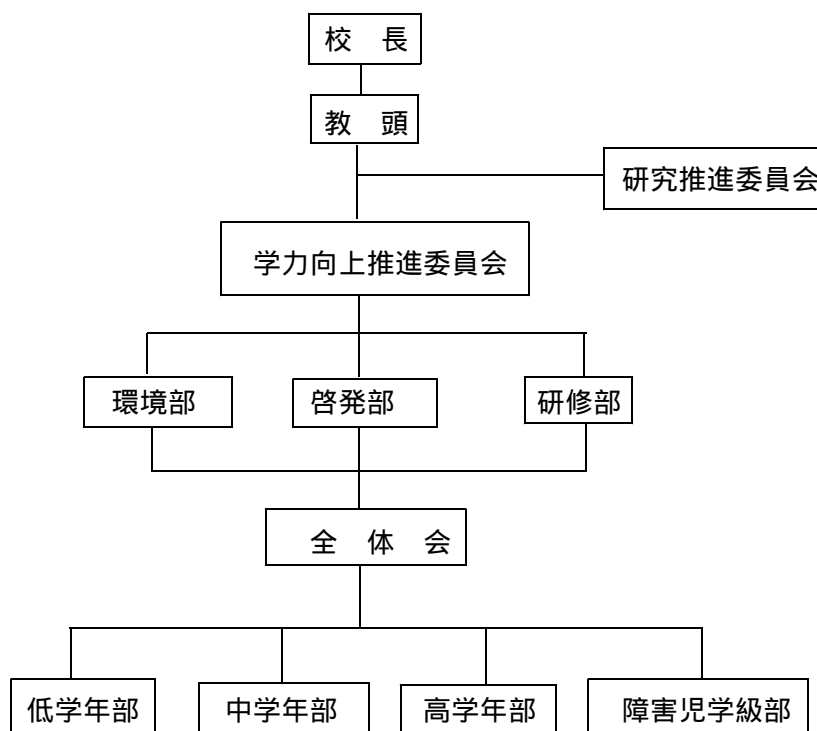 校　長
教　頭
研究推進委員会
学力向上推進委員会
環境部
啓発部
研修部
全　体　会
低学年部
中学年部
高学年部
障害児学級部